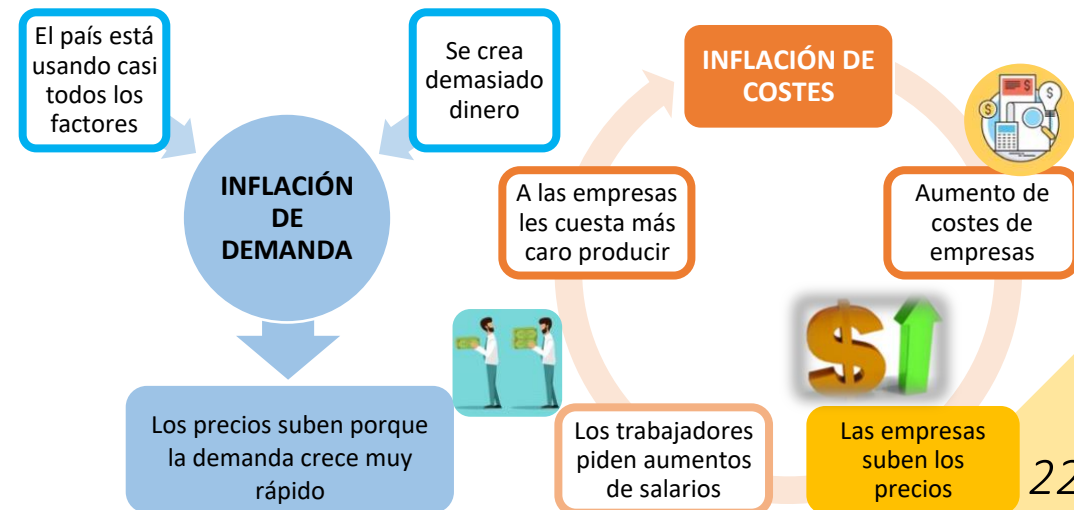 El país está
usando casi
todos los
factores
Se crea
demasiado
dinero
INFLACIÓN
DE
DEMANDA
Los precios suben porque
la demanda crece muy
rápido
INFLACIÓN DE
COSTES
Aumento de
costes de
empresas
Las empresas
suben los
precios
Los trabajadores
piden aumentos
de salarios
A las empresas
les cuesta más
caro producir
22